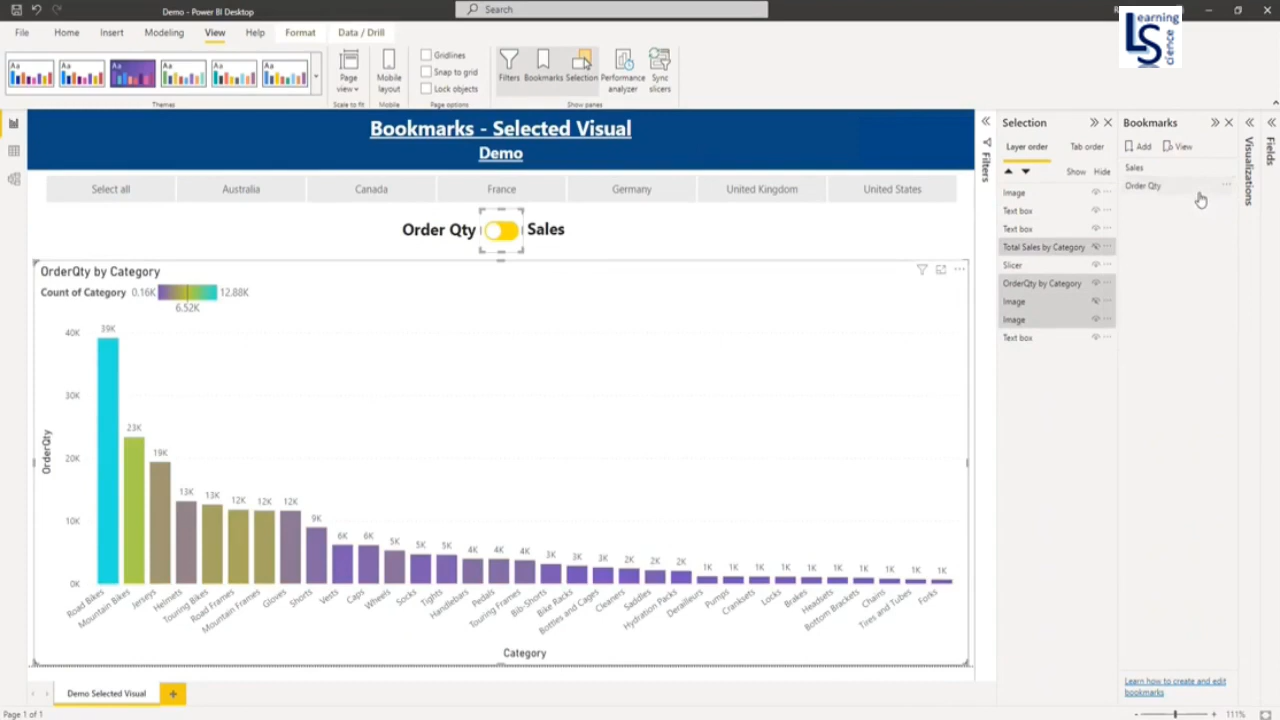 Demo - Power BI Desktop
Search
File Home Insert Modeling View Help Format Data / Drill
Learning
Science
Aa Aa Aa Aa Aa
Page view
Mobile layout
Gridlines
Snap to grid
Lock objects
Filters
Bookmarks
Selection
Performance analyzer
Sync slicers
Themes
Scale to fit
Mobile
Page options
Show panes
Bookmarks - Selected Visual
Demo
Select all Australia Canada France Germany United Kingdom United States
Order Qty Sales
OrderQty by Category
Count of Category 0.16K 12.88K
6.52K
40K
30K
20K
10K
0K
OrderQty
39K 23K 19K 13K 13K 12K 12K 12K 9K 6K 6K 5K 5K 5K 4K 4K 4K 3K 3K 3K 2K 2K 2K 1K 1K 1K 1K 1K 1K 1K 1K 1K 1K
Road Bikes
Mountain Bikes
Jerseys
Helmets
Touring Bikes
Road Frames
Mountain Frames
Gloves
Shorts
Vests
Caps
Wheels
Socks
Tights
Handlebars
Pedals
Touring Frames
Bib-Shorts
Bike Racks
Bottles and Cages
Cleaners
Saddles
Hydration Packs
Derailleurs
Pumps
Cranksets
Locks
Brakes
Headsets
Bottom Brackets
Chains
Tires and Tubes
Forks
Category
Filters
Selection
Layer order Tab order
Show Hide
Image
Text box
Text box
Total Sales by Category
Slicer
OrderQty by Category
Image
Image
Text box
Bookmarks
Add View
Sales
Order Qty
Learn how to create and edit
bookmarks
Visualizations
Fields
Demo Selected Visual
Page 1 of 1
111%